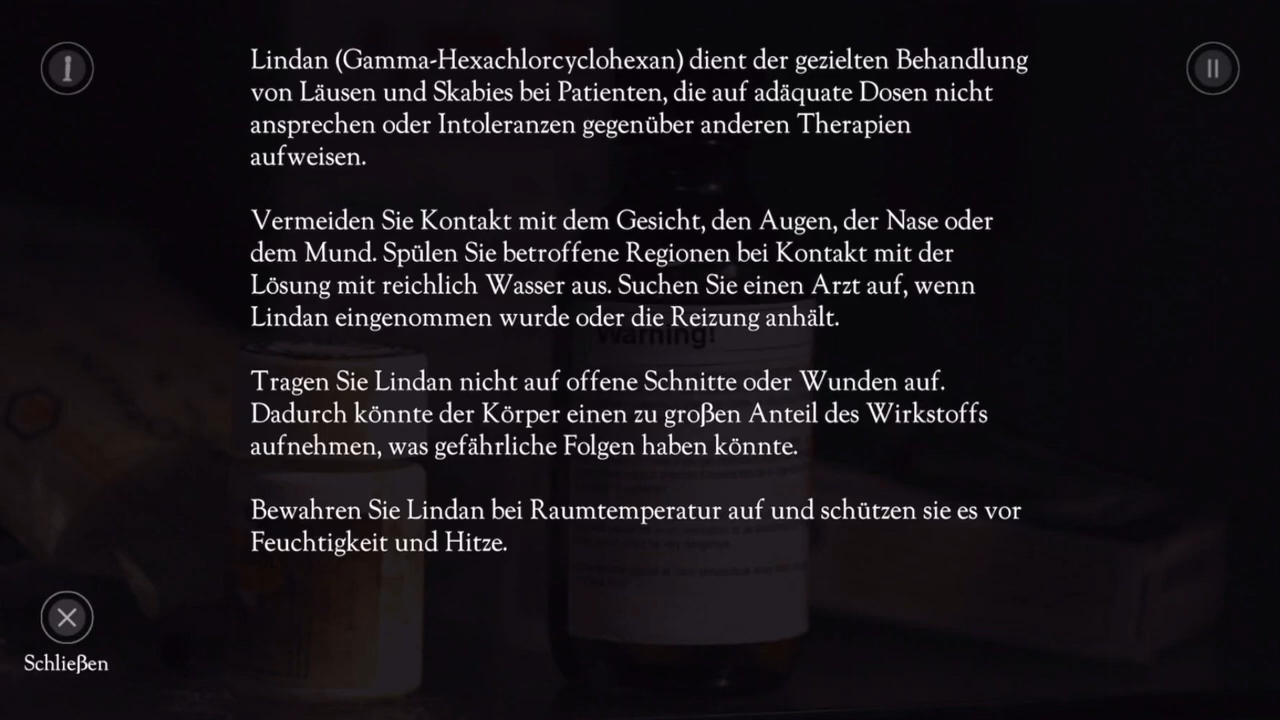 Lindan (Gamma-Hexachlorcyclohexan) dient der gezielten Behandlung
von Läusen und Skabies bei Patienten, die auf adäquate Dosen nicht
ansprechen oder Intoleranzen gegenüber anderen Therapien
aufweisen.
Vermeiden Sie Kontakt mit dem Gesicht, den Augen, der Nase oder
dem Mund. Spülen Sie betroffene Regionen bei Kontakt mit der
Lösung mit reichlich Wasser aus. Suchen Sie einen Arzt auf, wenn
Lindan eingenommen wurde oder die Reizung anhält.
Warning!
Tragen Sie Lindan nicht auf offene Schnitte oder Wunden auf.
Dadurch könnte der Körper einen zu großen Anteil des Wirkstoffs
aufnehmen, was gefährliche Folgen haben könnte.
Bewahren Sie Lindan bei Raumtemperatur auf und schützen sie es vor
Feuchtigkeit und Hitze.
Schließen